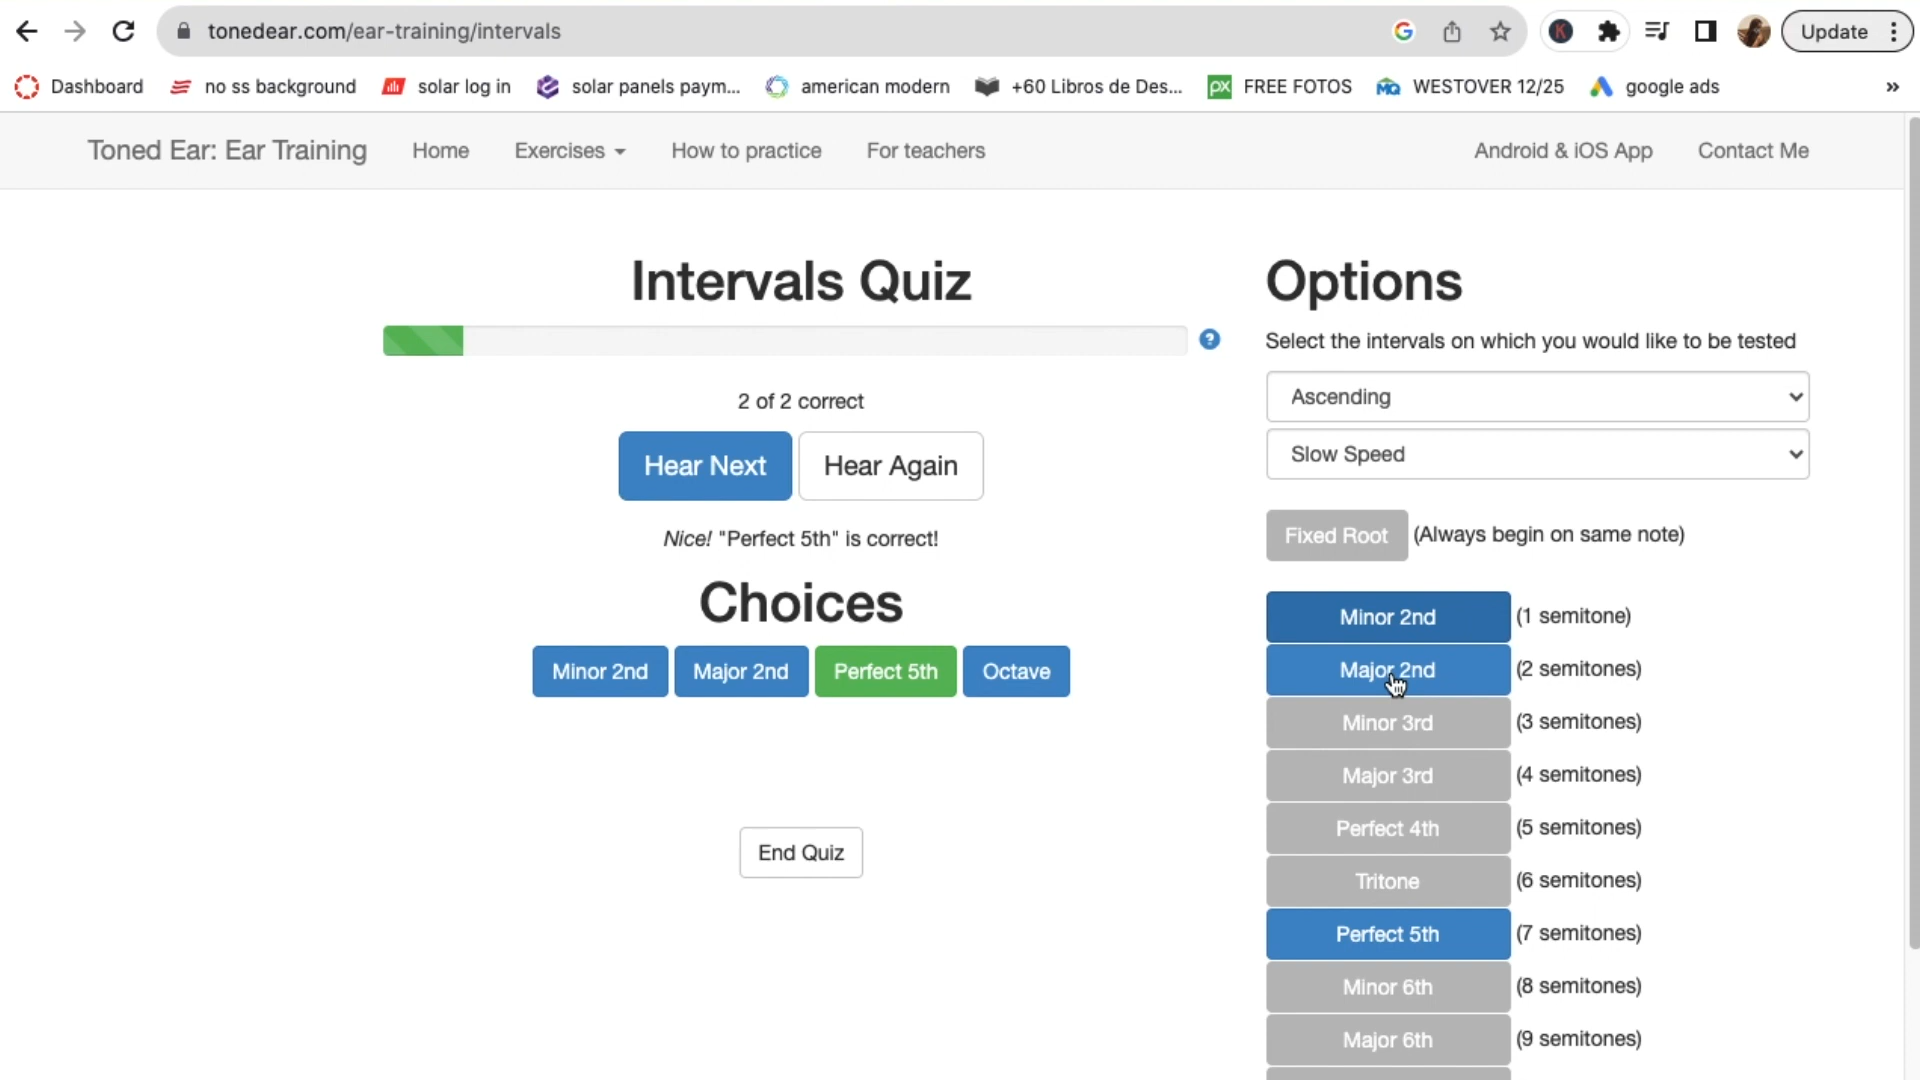 tonedear.com/ear-training/intervals
Update
Dashboard
no ss background
solar log in
solar panels paym...
american modern
+60 Libros de Des...
px
FREE FOTOS
MQ
WESTOVER 12/25
google ads
»
Toned Ear: Ear Training
Home
Exercises
How to practice
For teachers
Android & iOS App
Contact Me
Intervals Quiz
?
2 of 2 correct
Hear Next
Hear Again
Nice! "Perfect 5th" is correct!
Choices
Minor 2nd
Major 2nd
Perfect 5th
Octave
End Quiz
Options
Select the intervals on which you would like to be tested
Ascending
Slow Speed
Fixed Root (Always begin on same note)
Minor 2nd (1 semitone)
Major 2nd (2 semitones)
Minor 3rd (3 semitones)
Major 3rd (4 semitones)
Perfect 4th (5 semitones)
Tritone (6 semitones)
Perfect 5th (7 semitones)
Minor 6th (8 semitones)
Major 6th (9 semitones)